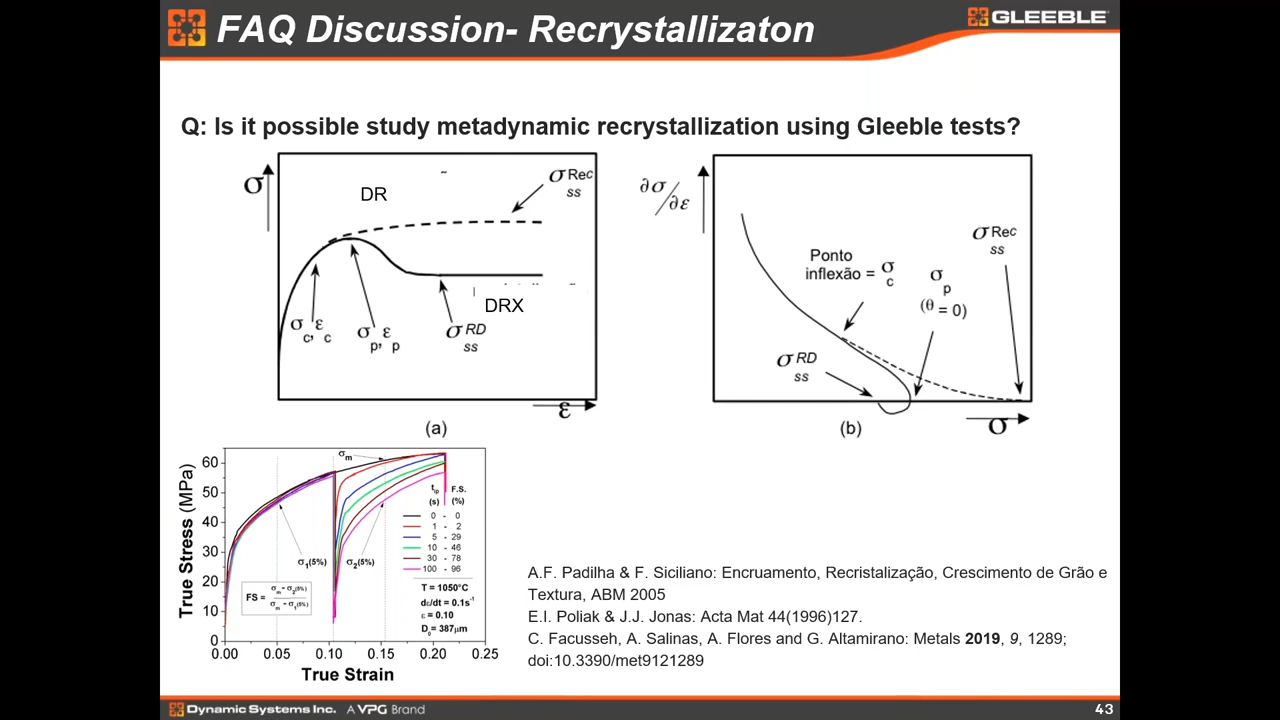 FAQ Discussion- Recrystallizaton
GLEEBLE
Q: Is it possible study metadynamic recrystallization using Gleeble tests?
σ
DR
σ Rec
ss
DRX
σc, εc
σp, εp
σ RD
ss
ε
(a)
∂σ/∂ε
Ponto
inflexão = σc
σp
(θ = 0)
σ Rec
ss
σ RD
ss
σ
(b)
True Stress (MPa)
60
50
40
30
20
10
0
0.00 0.05 0.10 0.15 0.20 0.25
True Strain
σm
σ1(5%)
σ2(5%)
FS = σm - σ2(5%) / σm - σ1(5%)
tip F.S.
(s) (%)
0 - 0
1 - 2
5 - 29
10 - 46
30 - 78
100 - 96
T = 1050°C
dε/dt = 0.1s-1
ε = 0.10
D0 = 387μm
A.F. Padilha & F. Siciliano: Encruamento, Recristalização, Crescimento de Grão e
Textura, ABM 2005
E.I. Poliak & J.J. Jonas: Acta Mat 44(1996)127.
C. Facusseh, A. Salinas, A. Flores and G. Altamirano: Metals 2019, 9, 1289;
doi:10.3390/met9121289
Dynamic Systems Inc. A VPG Brand
43